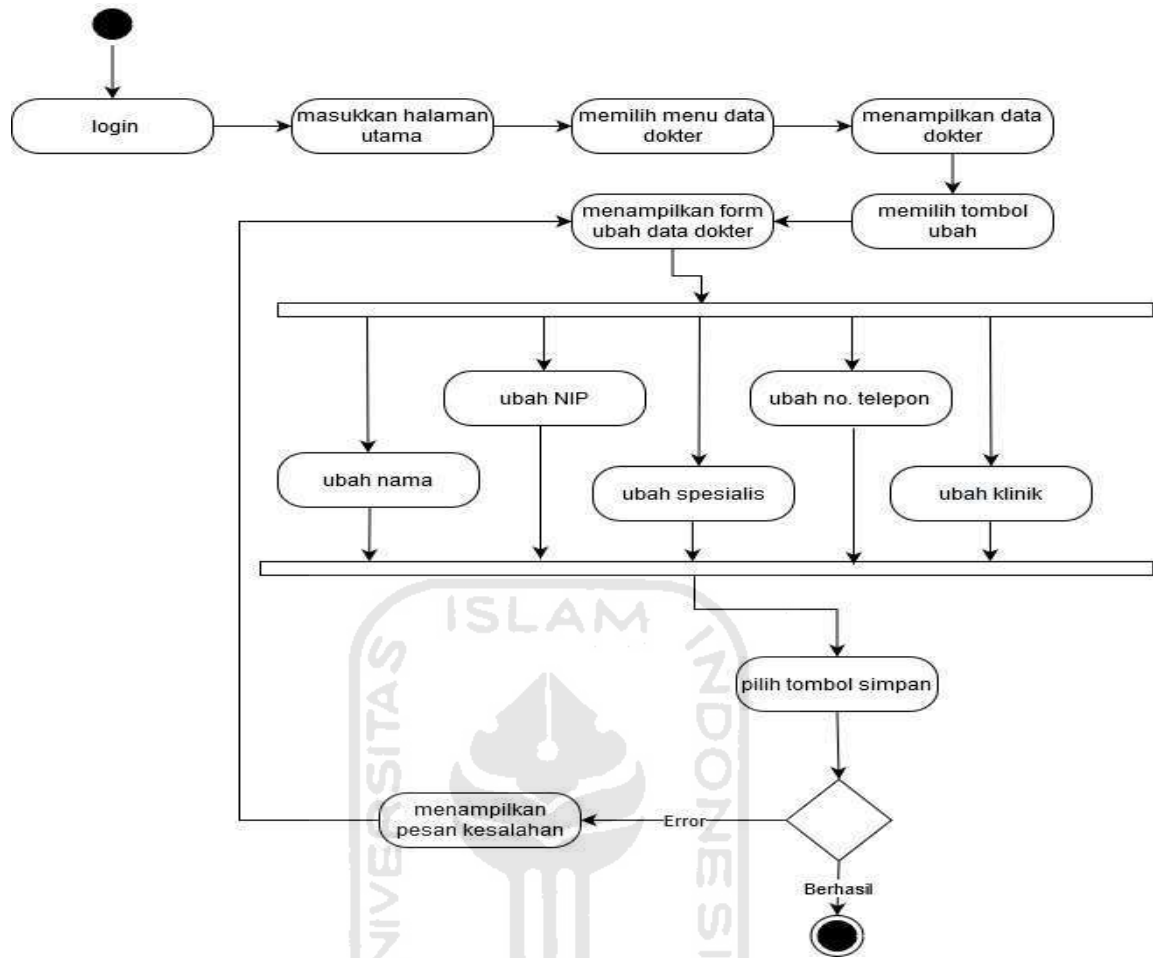 login
masukkan halaman
utama
memilih menu data
dokter
menampilkan data
dokter
menampilkan form
ubah data dokter
memilih tombol
ubah
ubah NIP
ubah no. telepon
ubah nama
ubah spesialis
ubah klinik
ISLAM
UNIVERSITAS
INDONESI
pilih tombol simpan
menampilkan
pesan kesalahan
Error
Berhasil